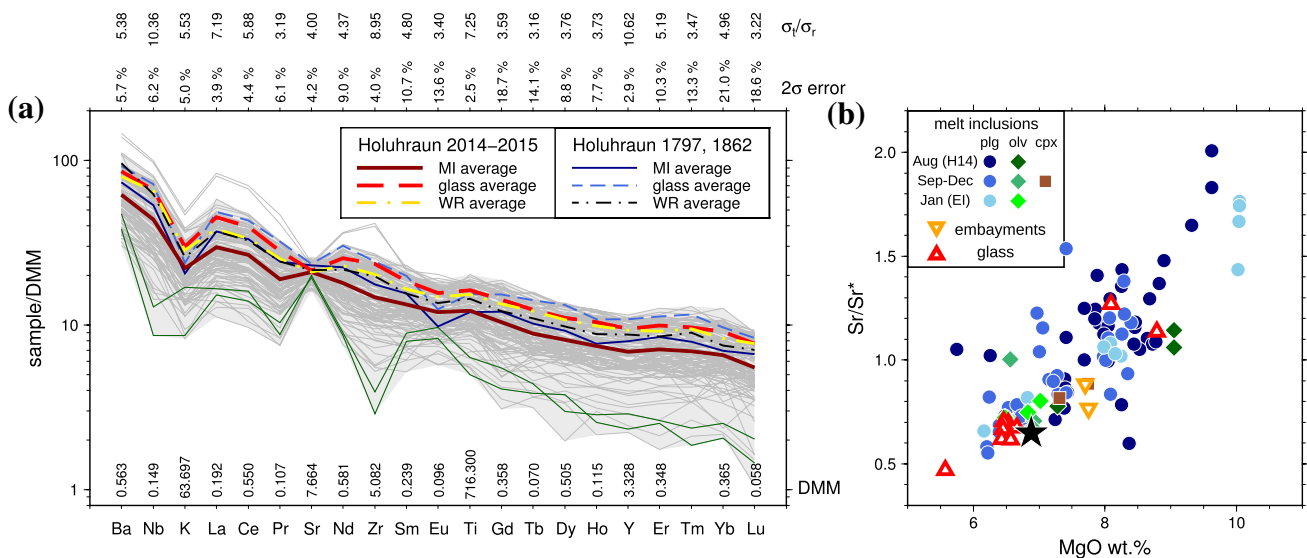 5.38 10.36 5.53 7.19 5.88 3.19 4.00 4.37 8.95 4.80 3.40 7.25 3.59 3.16 3.76 3.73 10.62 5.19 3.47 4.96 3.22 σt/σr
5.7 % 6.2 % 5.0 % 3.9 % 4.4 % 6.1 % 4.2 % 9.0 % 4.0 % 10.7 % 13.6 % 2.5 % 18.7 % 14.1 % 8.8 % 7.7 % 2.9 % 10.3 % 13.3 % 21.0 % 18.6 % 2σ error
(a)
sample/DMM
100
10
1
Holuhraun 2014−2015
MI average
glass average
WR average
Holuhraun 1797, 1862
MI average
glass average
WR average
0.563 0.149 63.697 0.192 0.550 0.107 7.664 0.581 5.082 0.239 0.096 716.300 0.358 0.070 0.505 0.115 3.328 0.348 0.365 0.058 DMM
Ba Nb K La Ce Pr Sr Nd Zr Sm Eu Ti Gd Tb Dy Ho Y Er Tm Yb Lu
(b)
Sr/Sr*
2.0
1.5
1.0
0.5
melt inclusions
plg olv cpx
Aug (H14)
Sep-Dec
Jan (EI)
embayments
glass
6 8 10
MgO wt.%